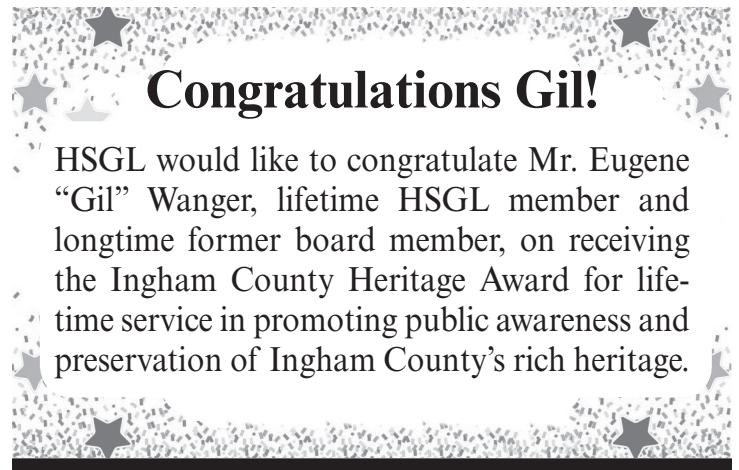 Congratulations Gil!
HSGL would like to congratulate Mr. Eugene
“Gil” Wanger, lifetime HSGL member and
longtime former board member, on receiving
the Ingham County Heritage Award for life-
time service in promoting public awareness and
preservation of Ingham County’s rich heritage.